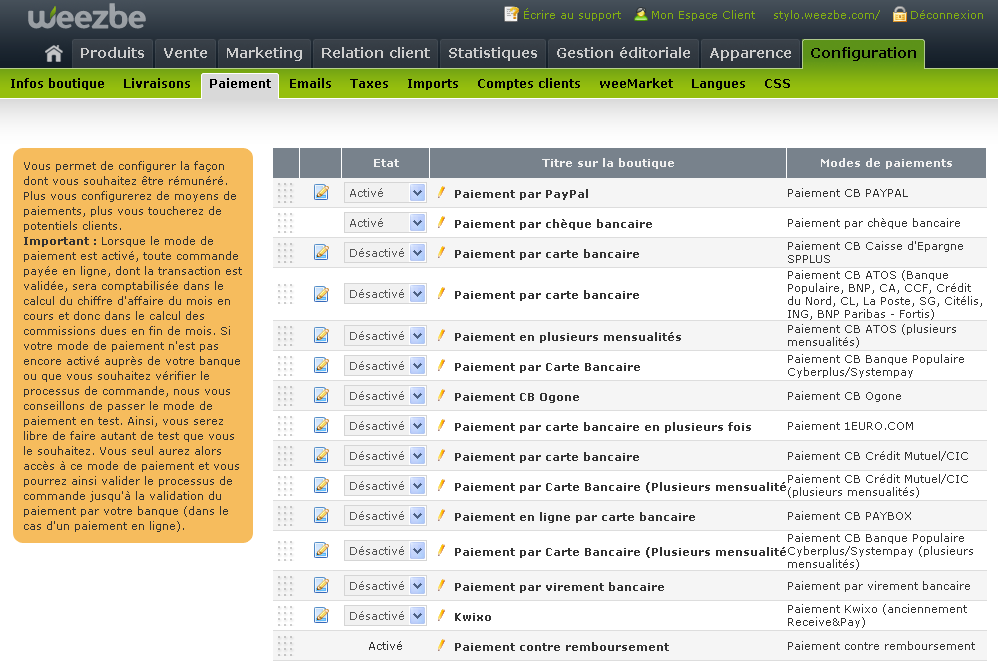 weezbe
Écrire au support
Mon Espace Client
stylo.weezbe.com/
Déconnexion
Produits
Vente
Marketing
Relation client
Statistiques
Gestion éditoriale
Apparence
Configuration
Infos boutique
Livraisons
Paiement
Emails
Taxes
Imports
Comptes clients
weeMarket
Langues
CSS
Vous permet de configurer la façon
dont vous souhaitez être rémunéré.
Plus vous configurerez de moyens de
paiements, plus vous toucherez de
potentiels clients.
Important : Lorsque le mode de
paiement est activé, toute commande
payée en ligne, dont la transaction est
validée, sera comptabilisée dans le
calcul du chiffre d'affaire du mois en
cours et donc dans le calcul des
commissions dues en fin de mois. Si
votre mode de paiement n'est pas
encore activé auprès de votre banque
ou que vous souhaitez vérifier le
processus de commande, nous vous
conseillons de passer le mode de
paiement en test. Ainsi, vous serez
libre de faire autant de test que vous
le souhaitez. Vous seul aurez alors
accès à ce mode de paiement et vous
pourrez ainsi valider le processus de
commande jusqu'à la validation du
paiement par votre banque (dans le
cas d'un paiement en ligne).
Etat
Titre sur la boutique
Modes de paiements
Activé
Paiement par PayPal
Paiement CB PAYPAL
Activé
Paiement par chèque bancaire
Paiement par chèque bancaire
Désactivé
Paiement par carte bancaire
Paiement CB Caisse d'Epargne
SPPLUS
Désactivé
Paiement par carte bancaire
Paiement CB ATOS (Banque
Populaire, BNP, CA, CCF, Crédit
du Nord, CL, La Poste, SG, Citélis,
ING, BNP Paribas - Fortis)
Désactivé
Paiement en plusieurs mensualités
Paiement CB ATOS (plusieurs
mensualités)
Désactivé
Paiement par Carte Bancaire
Paiement CB Banque Populaire
Cyberplus/Systempay
Désactivé
Paiement CB Ogone
Paiement CB Ogone
Désactivé
Paiement par carte bancaire en plusieurs fois
Paiement 1EURO.COM
Désactivé
Paiement par carte bancaire
Paiement CB Crédit Mutuel/CIC
Désactivé
Paiement par Carte Bancaire (Plusieurs mensualité
Paiement CB Crédit Mutuel/CIC
(plusieurs mensualités)
Désactivé
Paiement en ligne par carte bancaire
Paiement CB PAYBOX
Désactivé
Paiement par Carte Bancaire (Plusieurs mensualité
Paiement CB Banque Populaire
Cyberplus/Systempay (plusieurs
mensualités)
Désactivé
Paiement par virement bancaire
Paiement par virement bancaire
Désactivé
Kwixo
Paiement Kwixo (anciennement
Receive&Pay)
Activé
Paiement contre remboursement
Paiement contre remboursement